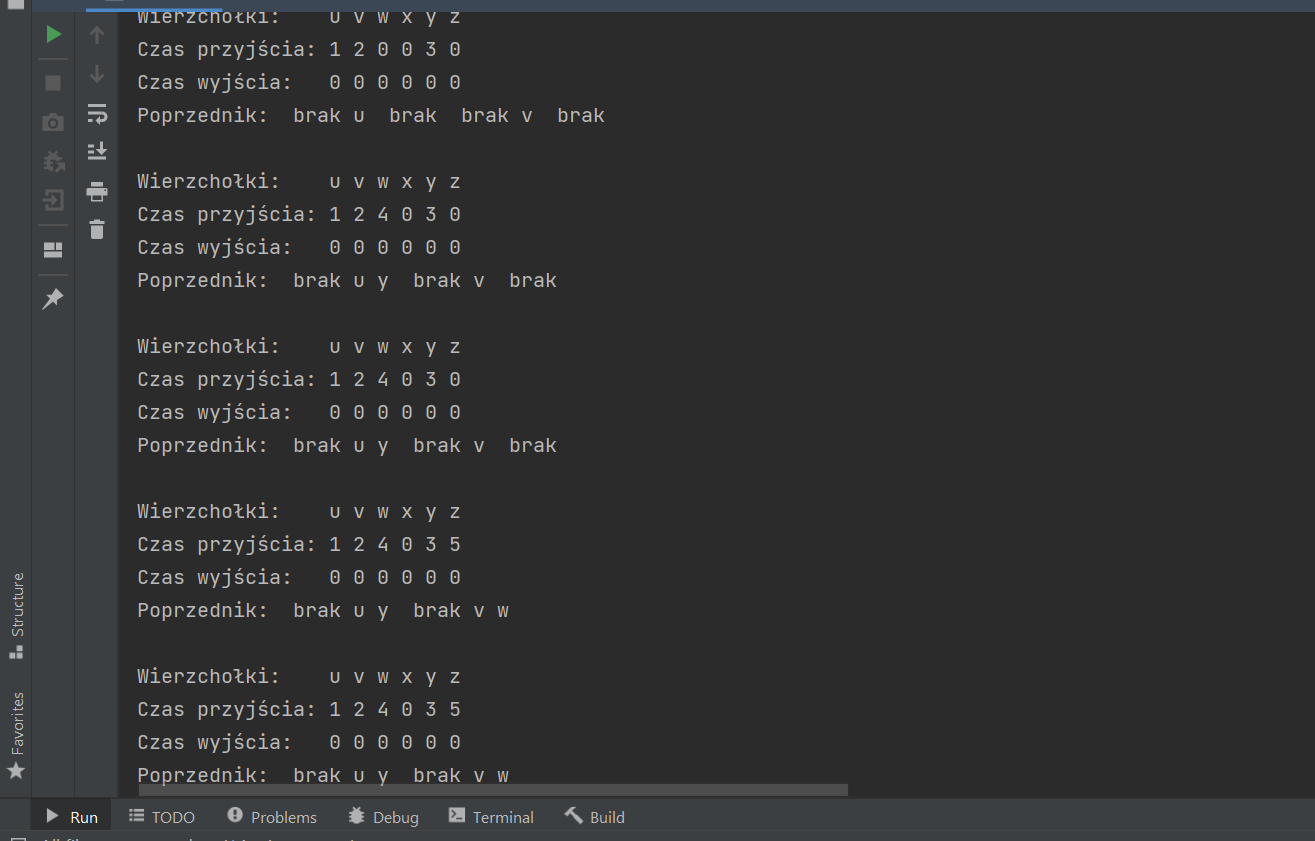 Wierzchołki: u v w x y z
Czas przyjścia: 1 2 0 0 3 0
Czas wyjścia: 0 0 0 0 0 0
Poprzednik: brak u brak brak v brak
Wierzchołki: u v w x y z
Czas przyjścia: 1 2 4 0 3 0
Czas wyjścia: 0 0 0 0 0 0
Poprzednik: brak u y brak v brak
Wierzchołki: u v w x y z
Czas przyjścia: 1 2 4 0 3 0
Czas wyjścia: 0 0 0 0 0 0
Poprzednik: brak u y brak v brak
Wierzchołki: u v w x y z
Czas przyjścia: 1 2 4 0 3 5
Czas wyjścia: 0 0 0 0 0 0
Poprzednik: brak u y brak v w
Wierzchołki: u v w x y z
Czas przyjścia: 1 2 4 0 3 5
Czas wyjścia: 0 0 0 0 0 0
Poprzednik: brak u y brak v w
Structure
Favorites
Run TODO Problems Debug Terminal Build